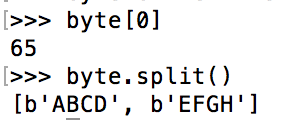 [>>> byte[0]
65
[>>> byte.split()
[b'ABCD', b'EFGH']